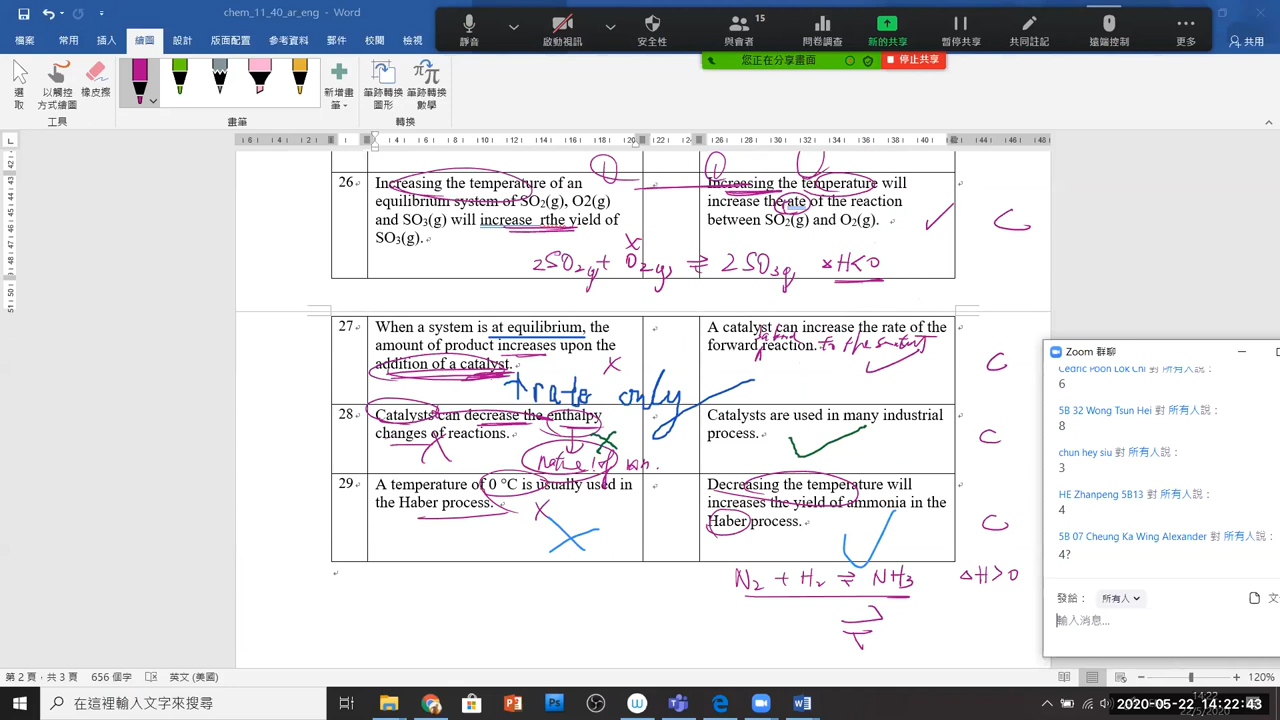 chem_11_40_ar_eng - Word
靜音
啟動視訊
安全性
15
與會者
問卷調查
新的共享
暫停共享
共同註記
遠端控制
更多
檔案 常用 插入 繪圖 設計 版面配置 參考資料 郵件 校閱 檢視
共用
您正在分享畫面
停止共享
選取
以觸控方式繪圖
橡皮擦
新增畫筆
筆跡轉換圖形
筆跡轉換數學
工具
畫筆
轉換
26
Increasing the temperature of an
equilibrium system of SO2(g), O2(g)
and SO3(g) will increase rthe yield of
SO3(g).
Increasing the temperature will
increase the ate of the reaction
between SO2(g) and O2(g).
C
2SO2(g) + O2(g) ⇌ 2SO3(g) ΔH<0
27
When a system is at equilibrium, the
amount of product increases upon the
addition of a catalyst.
A catalyst can increase the rate of the
forward reaction. to the same extent
C
↑ rate only
28
Catalysts can decrease the enthalpy
changes of reactions.
nature of rxn.
Catalysts are used in many industrial
process.
C
29
A temperature of 0 °C is usually used in
the Haber process.
Decreasing the temperature will
increases the yield of ammonia in the
Haber process.
C
N2 + H2 ⇌ NH3 ΔH>0
Zoom 群聊
Cedric Poon Lok Chi 對 所有人說：
6
5B 32 Wong Tsun Hei 對 所有人說：
8
chun hey siu 對 所有人說：
3
HE Zhanpeng 5B13 對 所有人說：
4
5B 07 Cheung Ka Wing Alexander 對 所有人說：
4?
發給： 所有人
輸入消息...
第 2 頁，共 3 頁 656 個字 英文 (美國)
120%
在這裡輸入文字來搜尋
2020-05-22 14:22:43